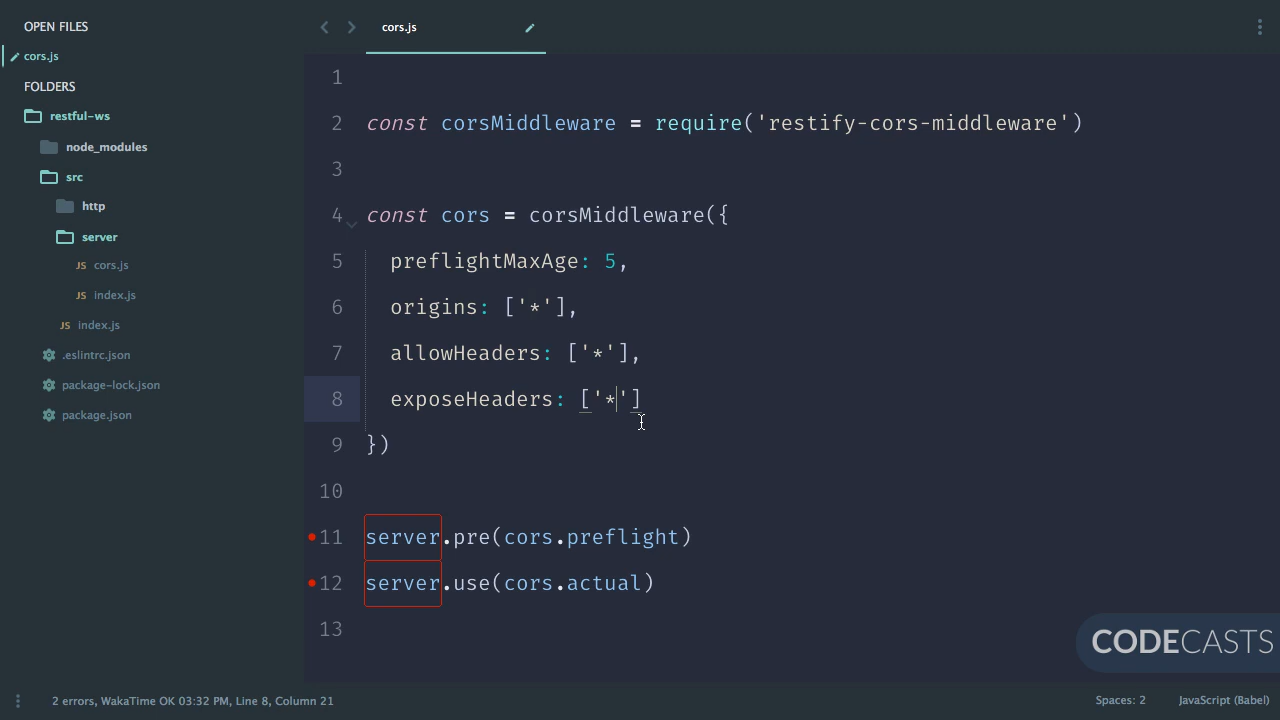 OPEN FILES
cors.js
FOLDERS
restful-ws
node_modules
src
http
server
JS cors.js
JS index.js
JS index.js
.eslintrc.json
package-lock.json
package.json
cors.js
1
2 const corsMiddleware = require('restify-cors-middleware')
3
4 const cors = corsMiddleware({
5 preflightMaxAge: 5,
6 origins: ['*'],
7 allowHeaders: ['*'],
8 exposeHeaders: ['*']
9 })
10
11 server.pre(cors.preflight)
12 server.use(cors.actual)
13
CODECASTS
2 errors, WakaTime OK 03:32 PM, Line 8, Column 21
Spaces: 2
JavaScript (Babel)